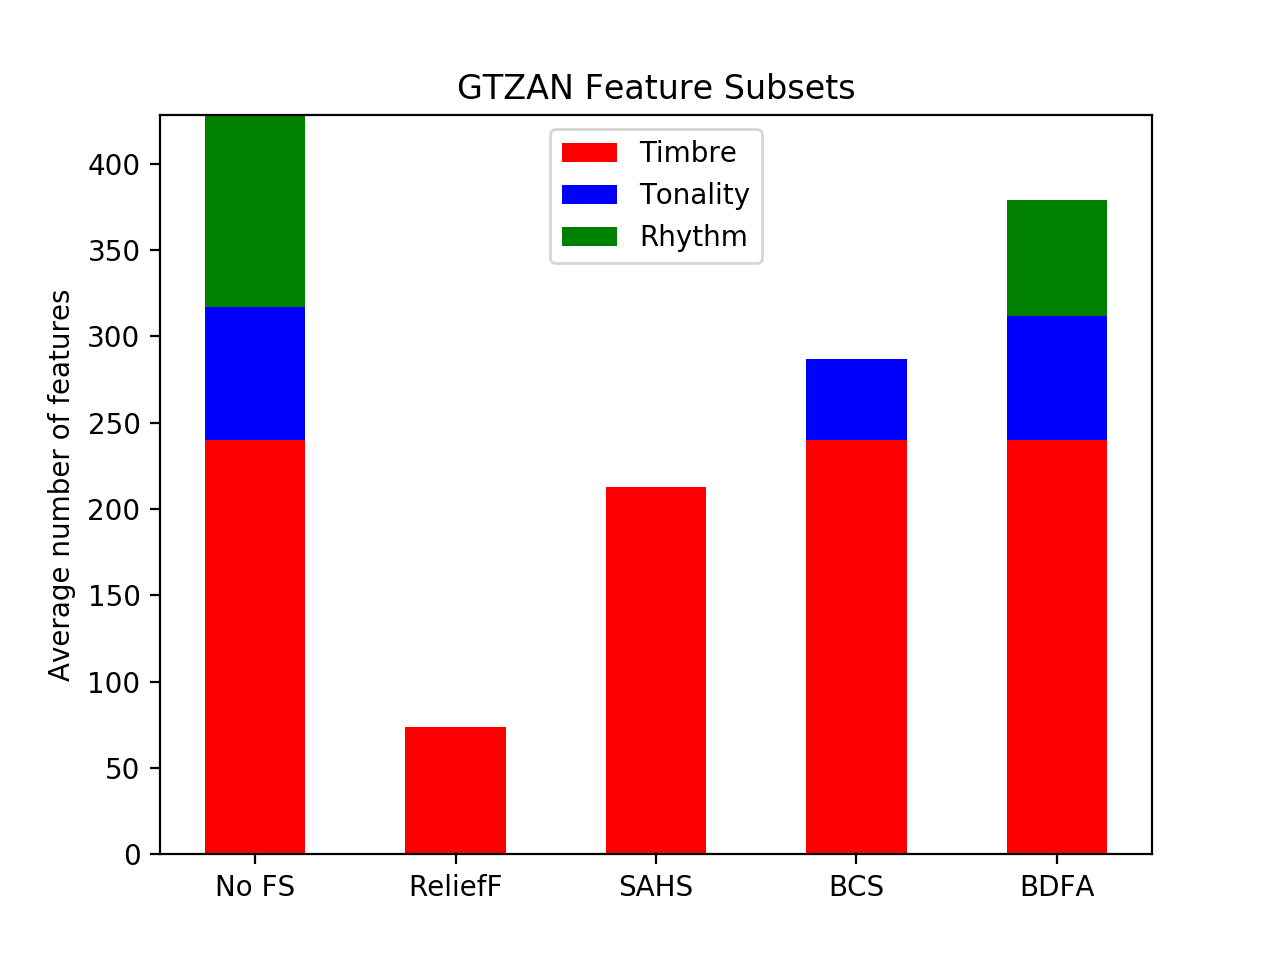 GTZAN Feature Subsets
Timbre
Tonality
Rhythm
Average number of features
400
350
300
250
200
150
100
50
0
No FS ReliefF SAHS BCS BDFA